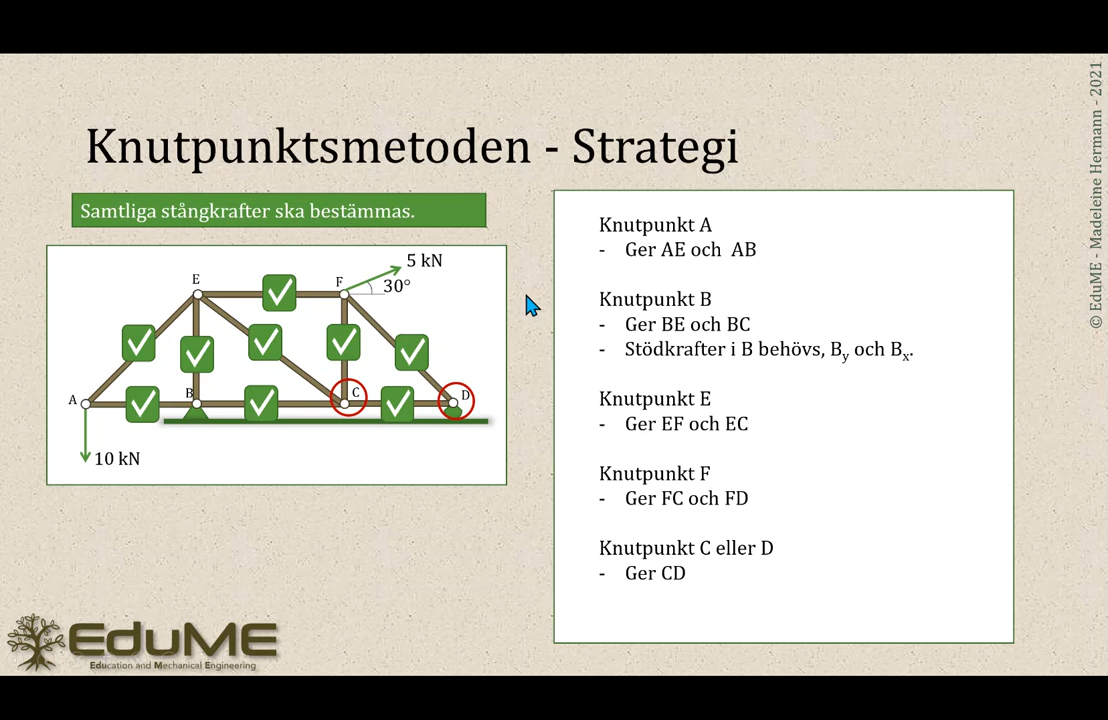 Knutpunktsmetoden - Strategi
Samtliga stångkrafter ska bestämmas.
E
F
5 kN
30°
A
B
C
D
10 kN
Knutpunkt A
- Ger AE och AB
Knutpunkt B
- Ger BE och BC
- Stödkrafter i B behövs, By och Bx.
Knutpunkt E
- Ger EF och EC
Knutpunkt F
- Ger FC och FD
Knutpunkt C eller D
- Ger CD
EduME
Education and Mechanical Engineering
© EduME - Madeleine Hermann - 2021